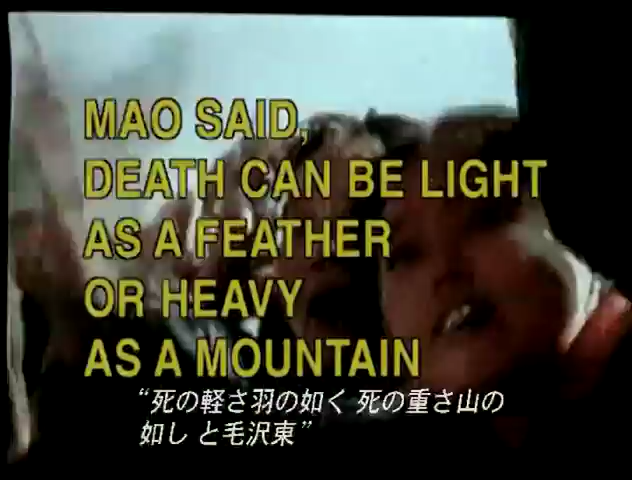 MAO SAID,
DEATH CAN BE LIGHT
AS A FEATHER
OR HEAVY
AS A MOUNTAIN
“死の軽さ羽の如く 死の重さ山の
如し と毛沢東”